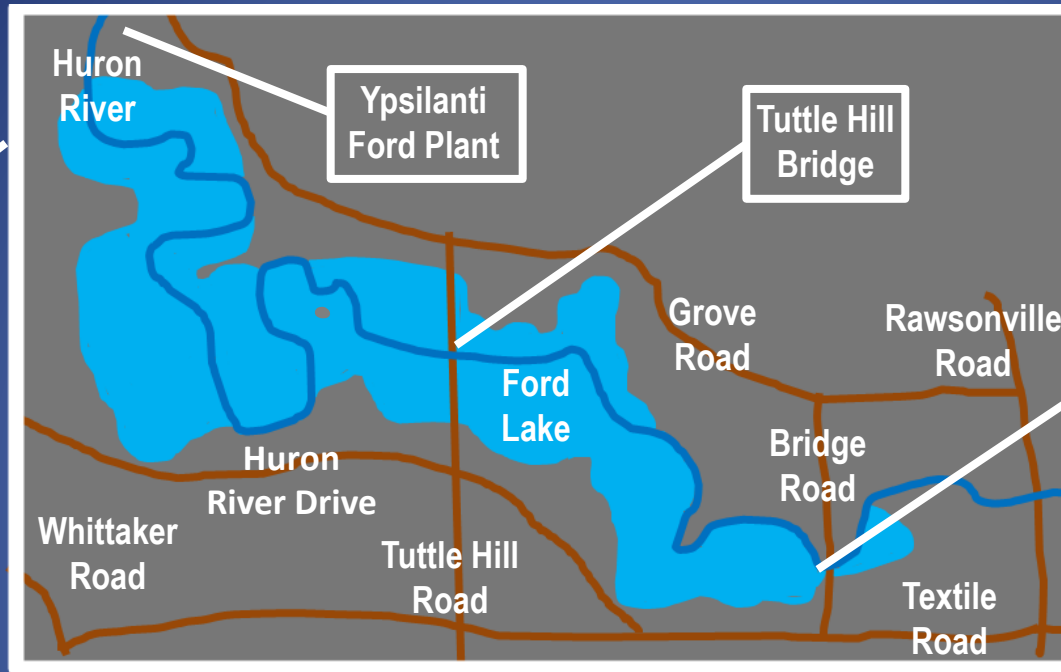 Huron
River
Ypsilanti
Ford Plant
Tuttle Hill
Bridge
Grove
Road
Rawsonville
Road
Ford
Lake
Bridge
Road
Huron
River Drive
Whittaker
Road
Tuttle Hill
Road
Textile
Road